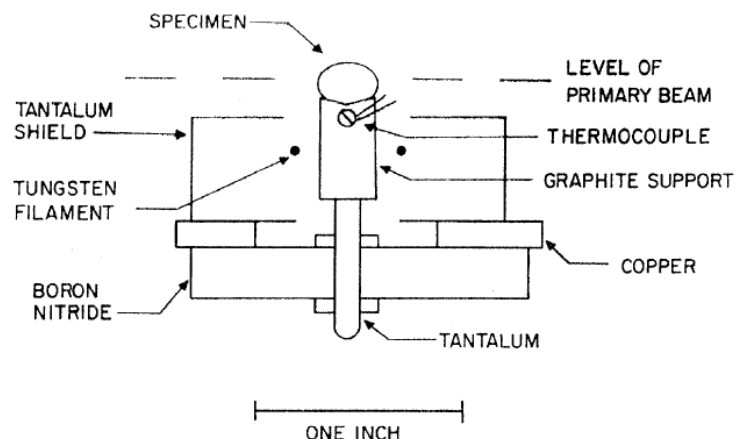 SPECIMEN
LEVEL OF
PRIMARY BEAM
TANTALUM
SHIELD
THERMOCOUPLE
GRAPHITE SUPPORT
TUNGSTEN
FILAMENT
COPPER
BORON
NITRIDE
TANTALUM
ONE INCH